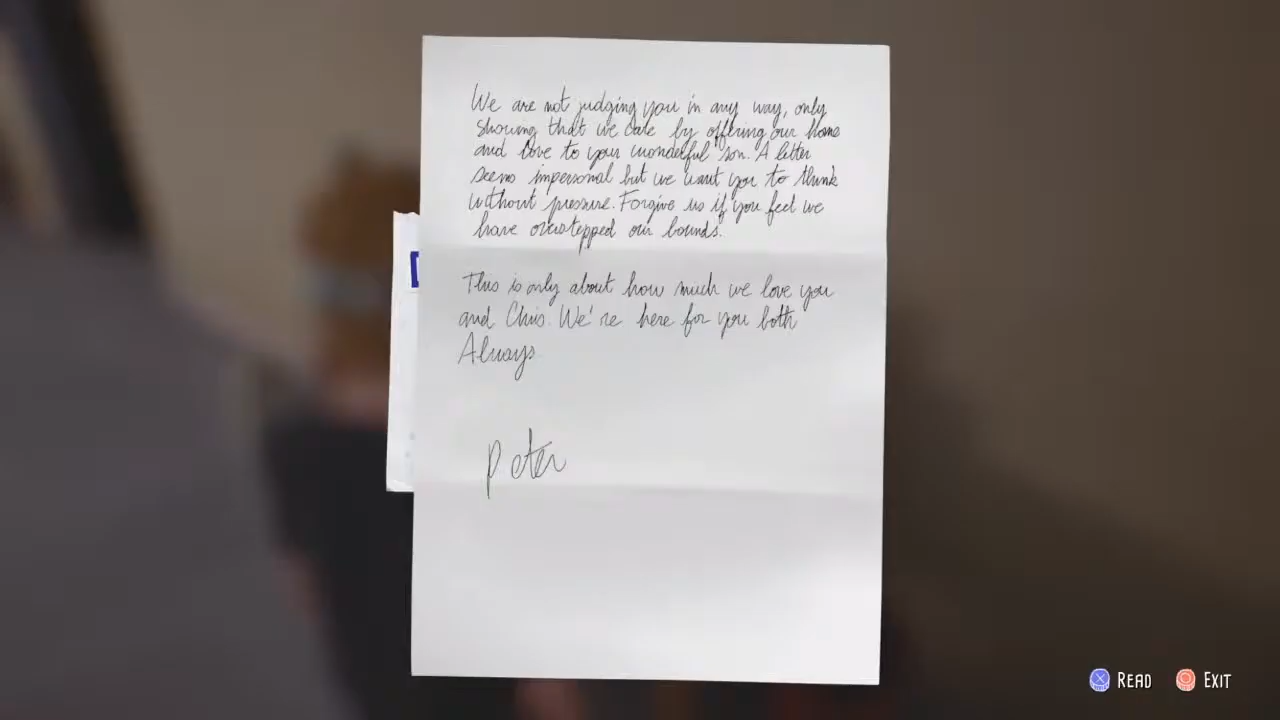 We are not judging you in any way, only
showing that we care by offering our home
and love to your wonderful son. A letter
seems impersonal but we want you to think
without pressure. Forgive us if you feel we
have overstepped our bounds.
This is only about how much we love you
and Chris. We're here for you both
Always
Peter
READ EXIT